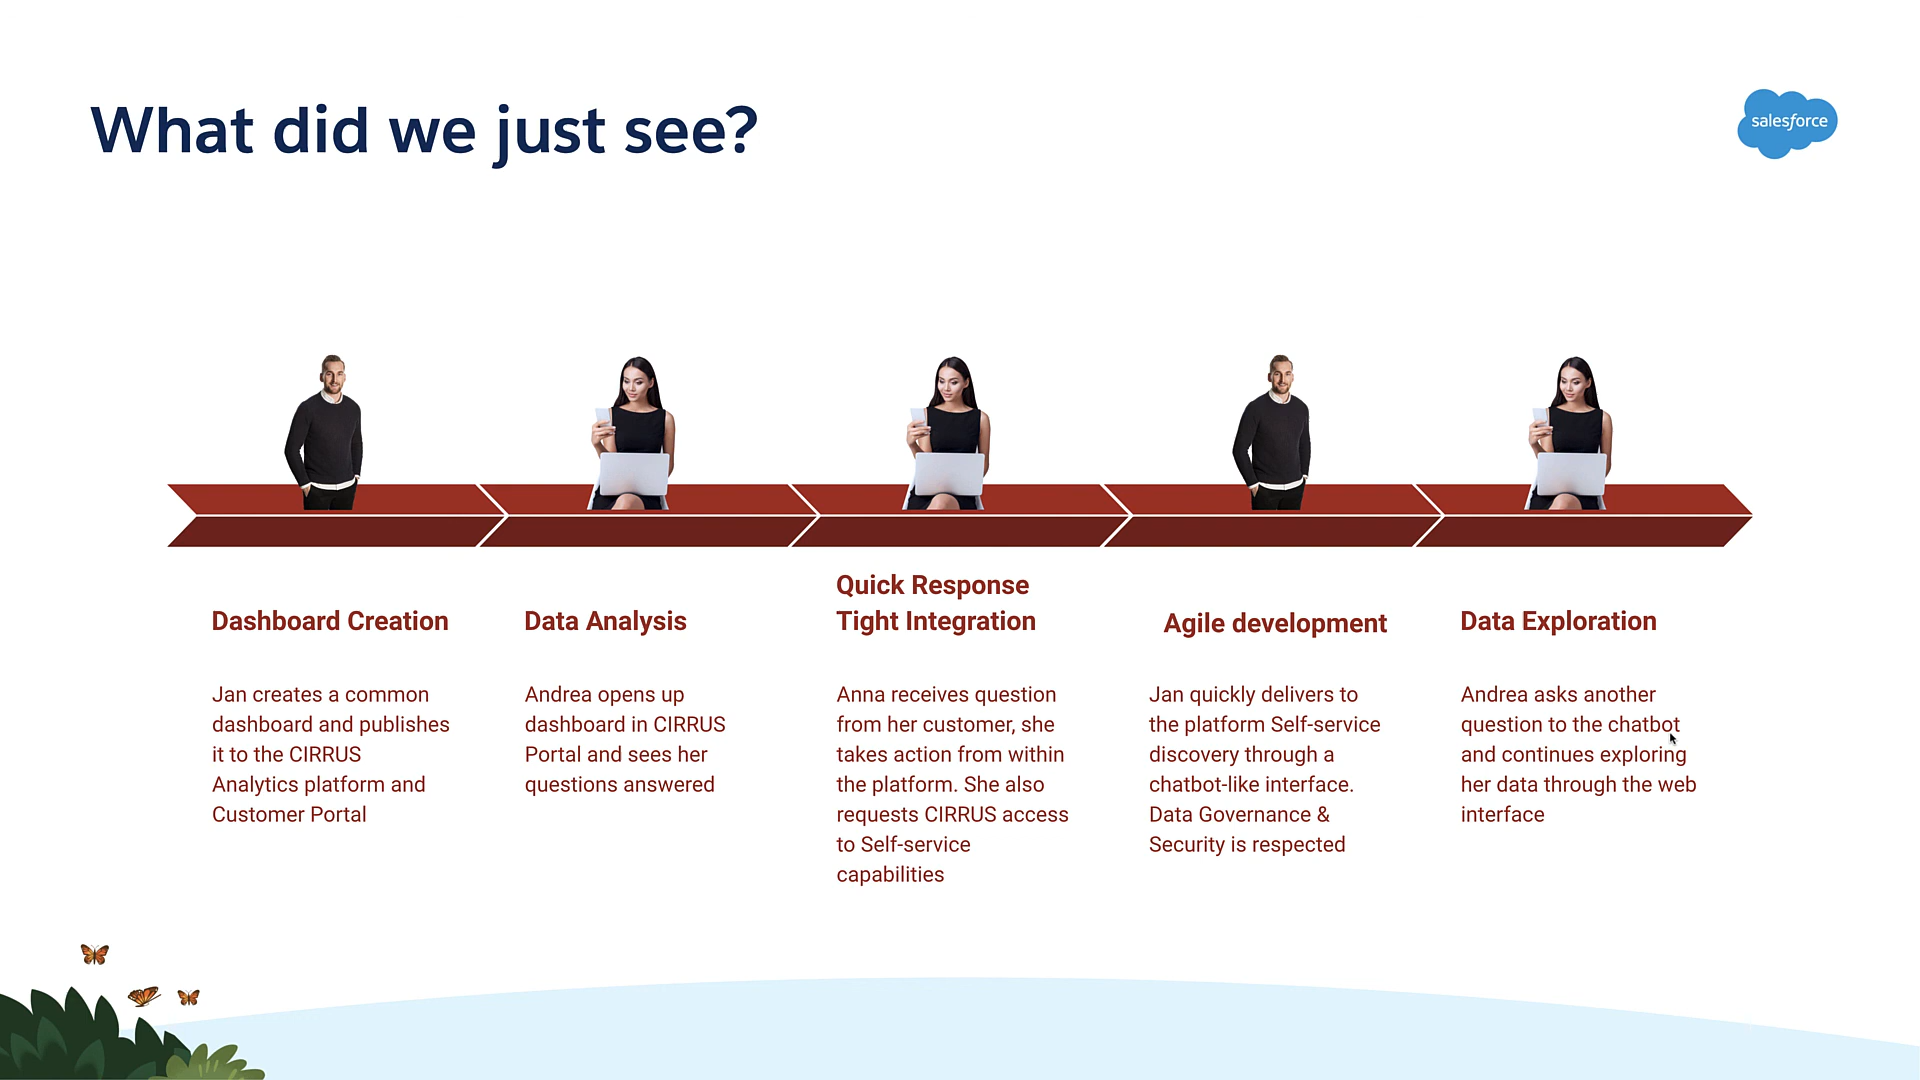 What did we just see?
salesforce
Dashboard Creation
Jan creates a common
dashboard and publishes
it to the CIRRUS
Analytics platform and
Customer Portal
Data Analysis
Andrea opens up
dashboard in CIRRUS
Portal and sees her
questions answered
Quick Response
Tight Integration
Anna receives question
from her customer, she
takes action from within
the platform. She also
requests CIRRUS access
to Self-service
capabilities
Agile development
Jan quickly delivers to
the platform Self-service
discovery through a
chatbot-like interface.
Data Governance &
Security is respected
Data Exploration
Andrea asks another
question to the chatbot
and continues exploring
her data through the web
interface